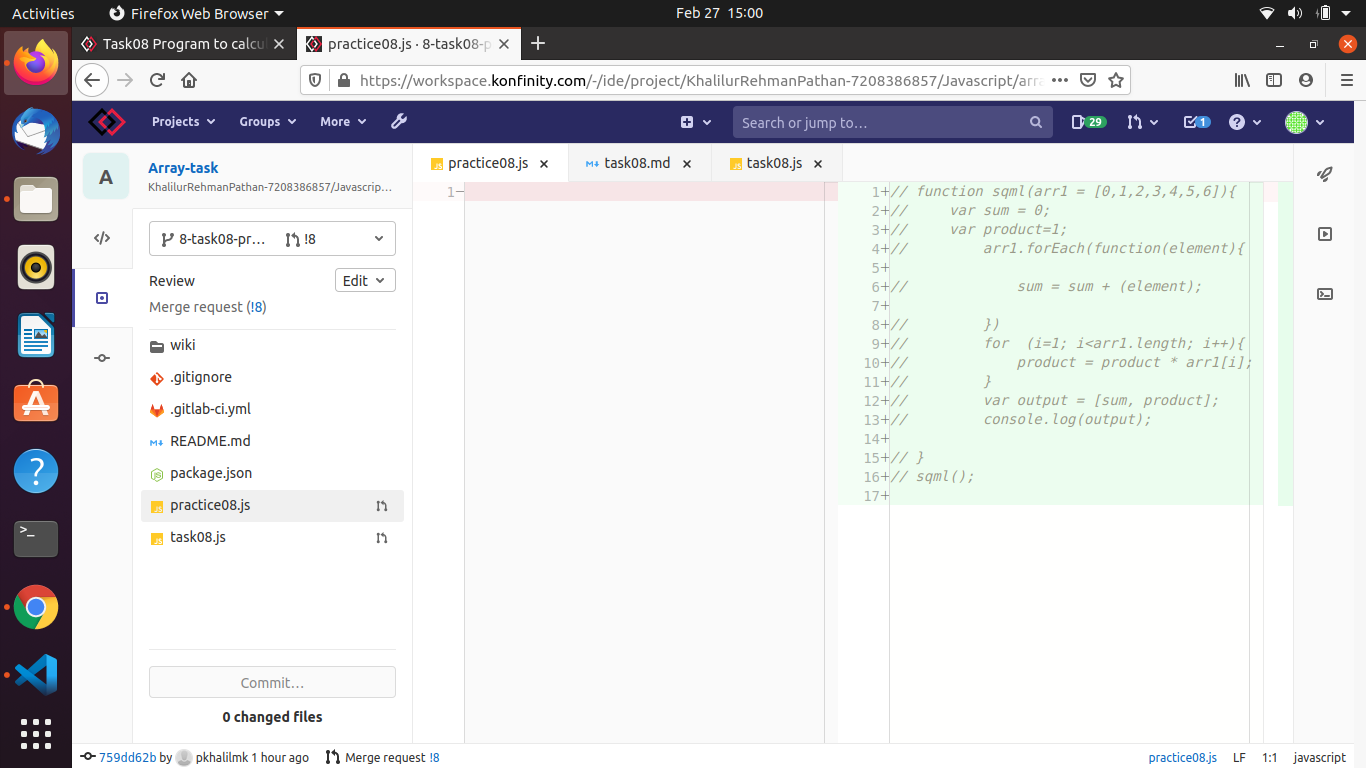 Activities
Firefox Web Browser
Feb 27 15:00
Task08 Program to calcu
practice08.js · 8-task08-p
https://workspace.konfinity.com/-/ide/project/KhalilurRehmanPathan-7208386857/Javascript/arra
Projects
Groups
More
Search or jump to…
29
1
A
Array-task
KhalilurRehmanPathan-7208386857/Javascrip…
practice08.js
task08.md
task08.js
8-task08-pr…
!8
Review
Edit
Merge request (!8)
wiki
.gitignore
.gitlab-ci.yml
README.md
package.json
practice08.js
task08.js
Commit…
0 changed files
1
1+// function sqml(arr1 = [0,1,2,3,4,5,6]){
2+//     var sum = 0;
3+//     var product=1;
4+//         arr1.forEach(function(element){
5+
6+//             sum = sum + (element);
7+
8+//         })
9+//         for  (i=1; i<arr1.length; i++){
10+//             product = product * arr1[i];
11+//         }
12+//         var output = [sum, product];
13+//         console.log(output);
14+
15+// }
16+// sqml();
17+
759dd62b by pkhalilmk 1 hour ago
Merge request !8
practice08.js
LF
1:1
javascript